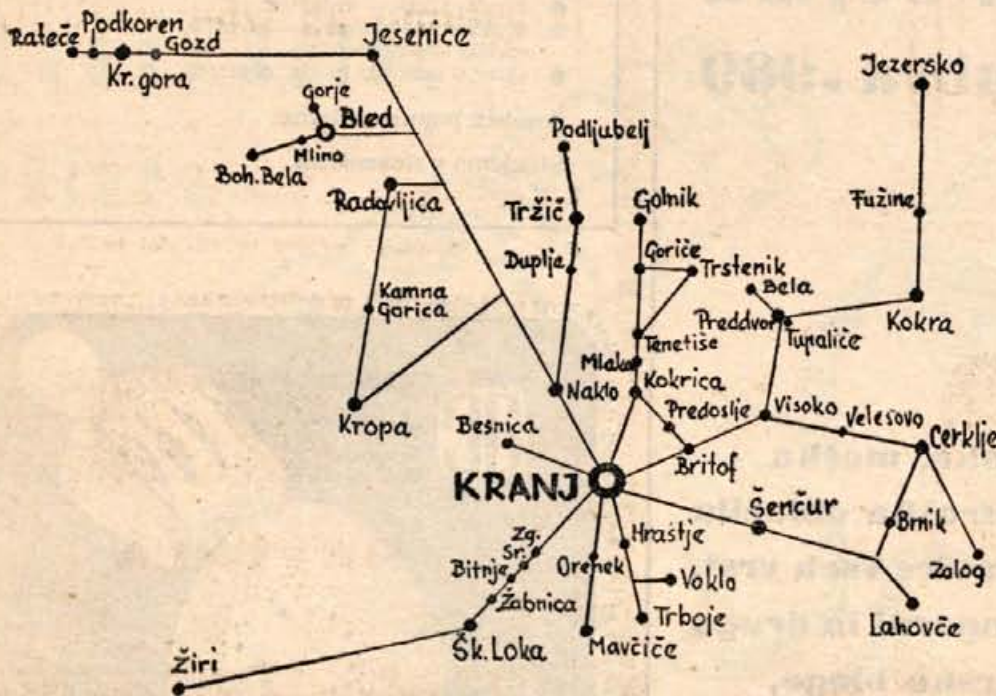 Rateče
Podkoren
Kr. gora
Gozd
Jesenice
Jezersko
Gorje
Bled
Mlino
Boh. Bela
Podljubelj
Radovljica
Tržič
Golnik
Fužine
Duplje
Goriče
Trstenik
Bela
Kamna
Gorica
Preddvor
Tupaliče
Kokra
Tenetiše
Mlaka
Kokrica
Naklo
Predoslje
Visoko
Velesovo
Cerklje
Kropa
Besnica
Britof
KRANJ
Šenčur
Brnik
Zalog
Hrastje
Zg.
Sr.
Bitnje
Orehek
Voklo
Žabnica
Trboje
Lahovče
Šk. Loka
Mavčiče
Žiri